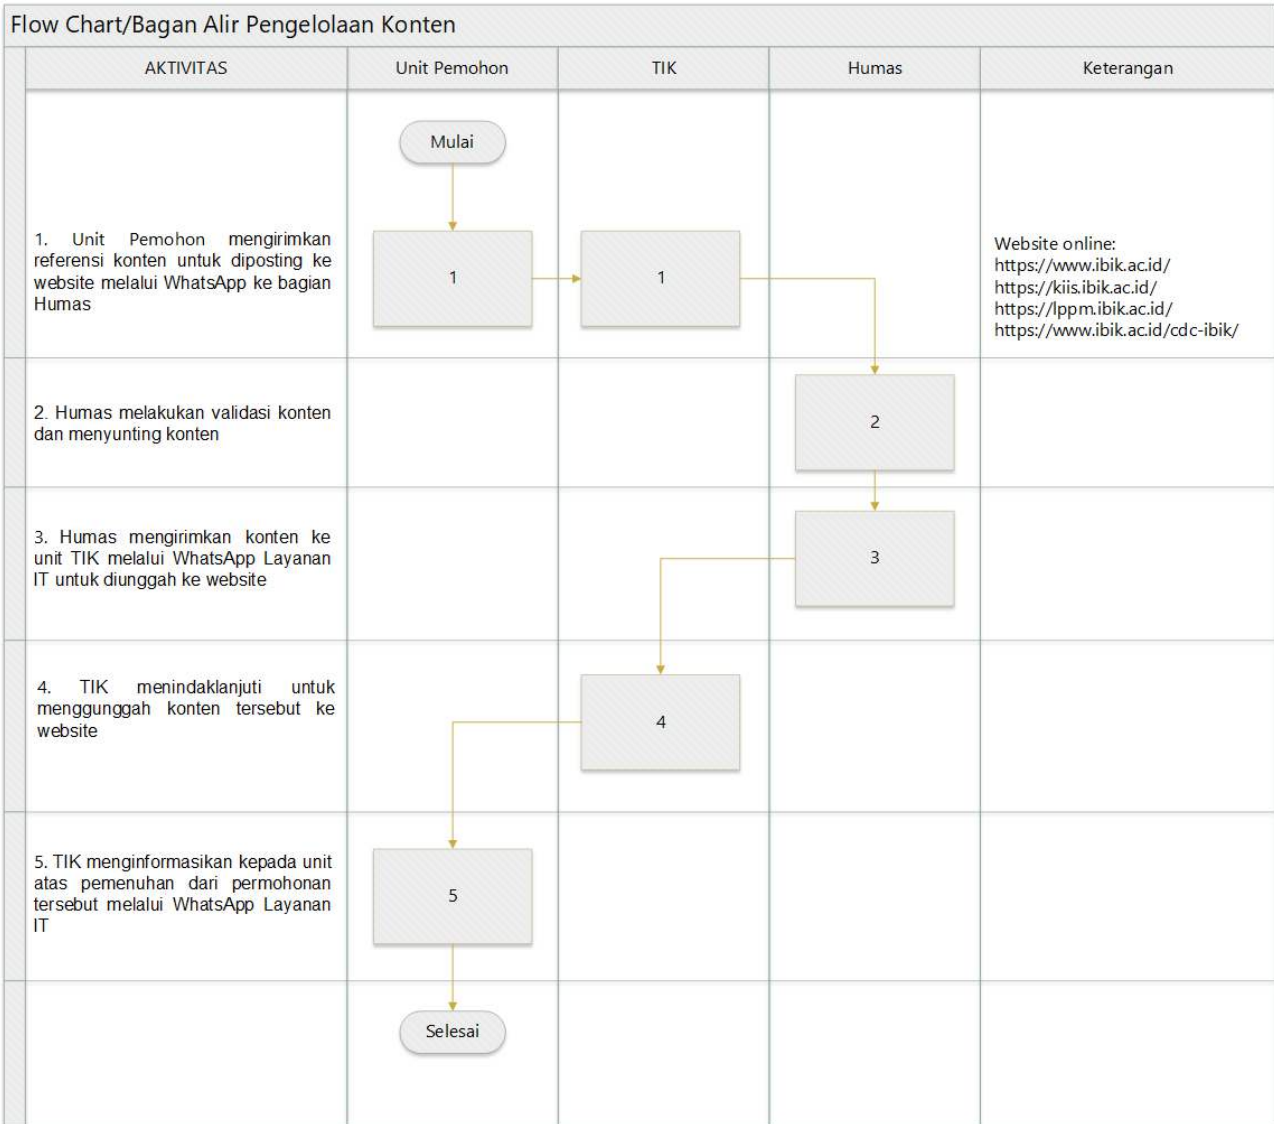 Flow Chart/Bagan Alir Pengelolaan Konten
AKTIVITAS
Unit Pemohon
TIK
Humas
Keterangan
Mulai
1. Unit Pemohon mengirimkan
referensi konten untuk diposting ke
website melalui WhatsApp ke bagian
Humas
1
1
Website online:
https://www.ibik.ac.id/
https://kiis.ibik.ac.id/
https://lppm.ibik.ac.id/
https://www.ibik.ac.id/cdc-ibik/
2. Humas melakukan validasi konten
dan menyunting konten
2
3. Humas mengirimkan konten ke
unit TIK melalui WhatsApp Layanan
IT untuk diunggah ke website
3
4. TIK menindaklanjuti untuk
menggunggah konten tersebut ke
website
4
5. TIK menginformasikan kepada unit
atas pemenuhan dari permohonan
tersebut melalui WhatsApp Layanan
IT
5
Selesai